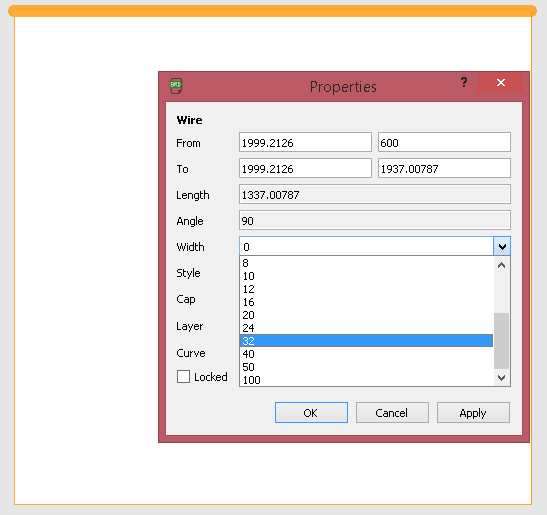 BRD
Properties
?
Wire
From 1999.2126 600
To 1999.2126 1937.00787
Length 1337.00787
Angle 90
Width 0
8
Style 10
12
Cap 16
20
Layer 24
32
Curve 40
50
Locked 100
OK Cancel Apply